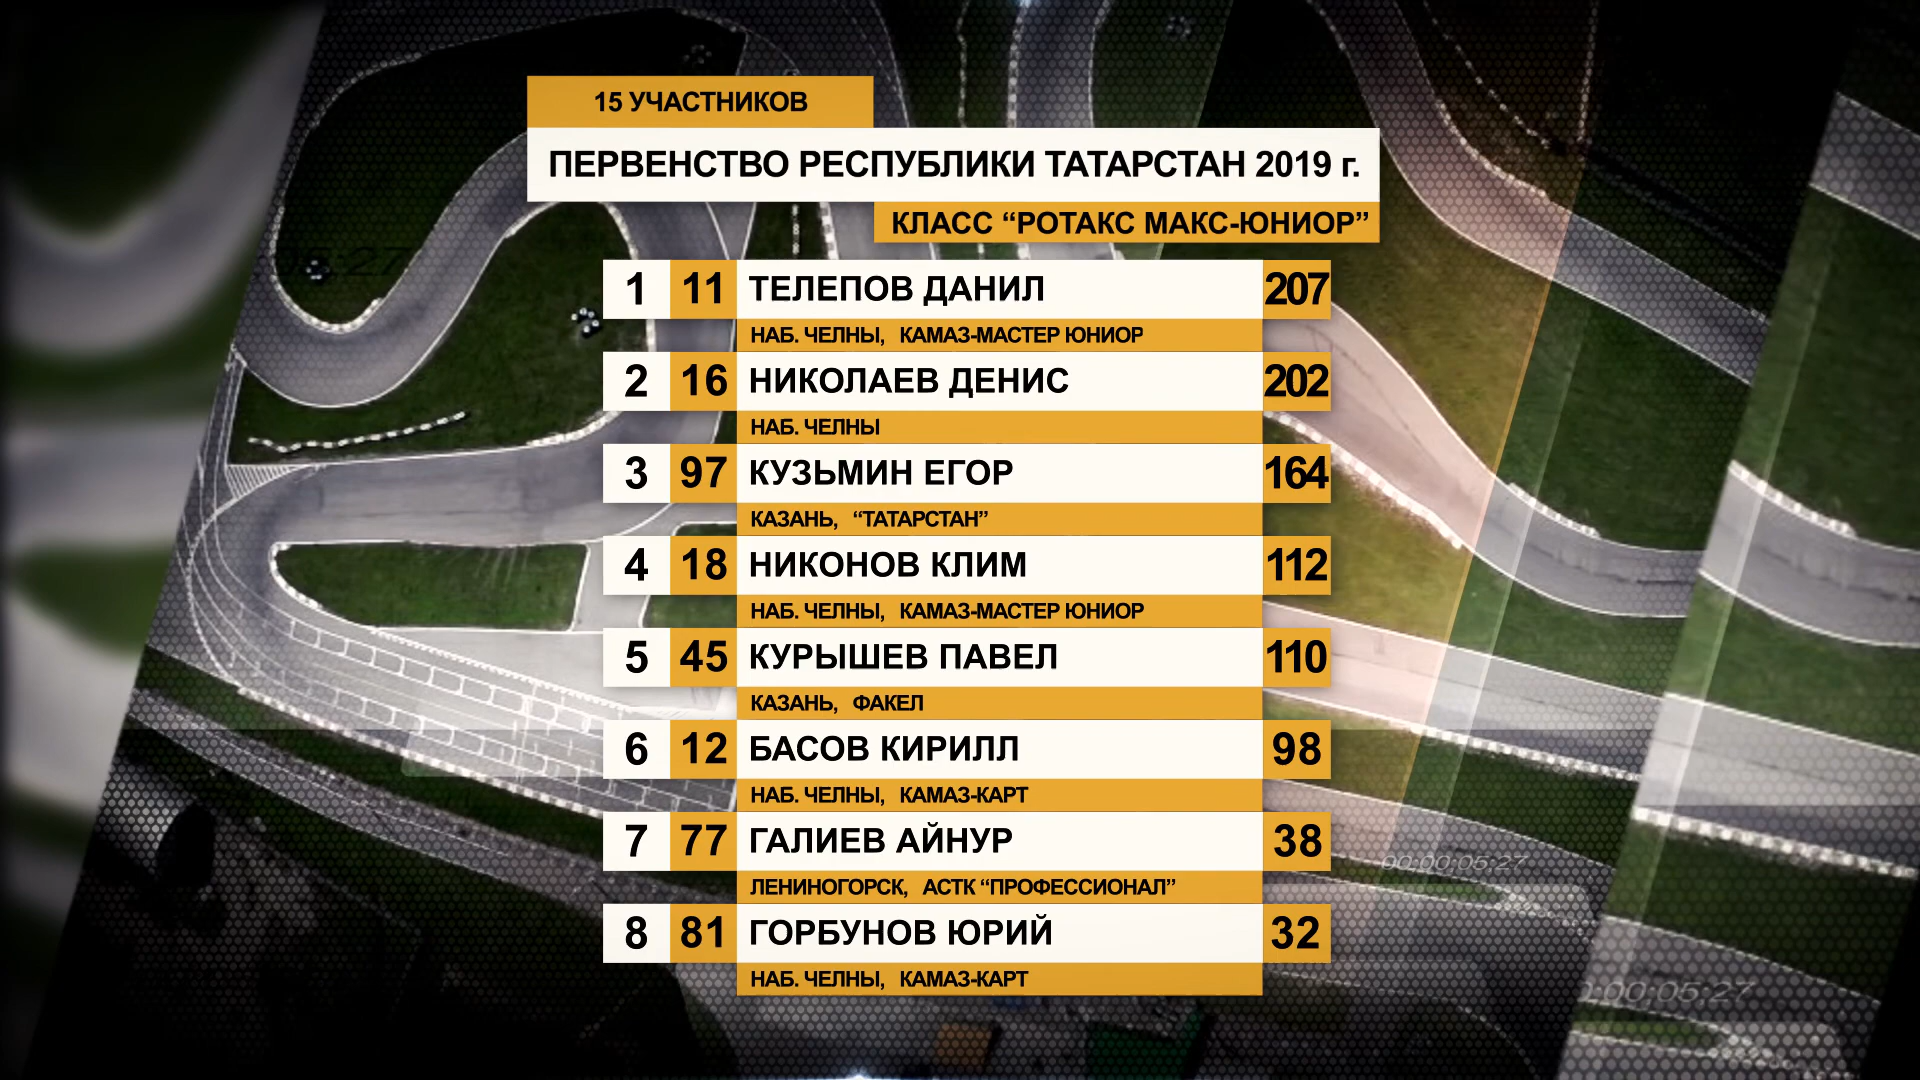 15 УЧАСТНИКОВ
ПЕРВЕНСТВО РЕСПУБЛИКИ ТАТАРСТАН 2019 г.
КЛАСС “РОТАКС МАКС-ЮНИОР”
1 11 ТЕЛЕПОВ ДАНИЛ 207
НАБ. ЧЕЛНЫ, КАМАЗ-МАСТЕР ЮНИОР
2 16 НИКОЛАЕВ ДЕНИС 202
НАБ. ЧЕЛНЫ
3 97 КУЗЬМИН ЕГОР 164
КАЗАНЬ, “ТАТАРСТАН”
4 18 НИКОНОВ КЛИМ 112
НАБ. ЧЕЛНЫ, КАМАЗ-МАСТЕР ЮНИОР
5 45 КУРЫШЕВ ПАВЕЛ 110
КАЗАНЬ, ФАКЕЛ
6 12 БАСОВ КИРИЛЛ 98
НАБ. ЧЕЛНЫ, КАМАЗ-КАРТ
7 77 ГАЛИЕВ АЙНУР 38
ЛЕНИНОГОРСК, АСТК “ПРОФЕССИОНАЛ”
00:00:05:27
8 81 ГОРБУНОВ ЮРИЙ 32
НАБ. ЧЕЛНЫ, КАМАЗ-КАРТ
0:00:05:27